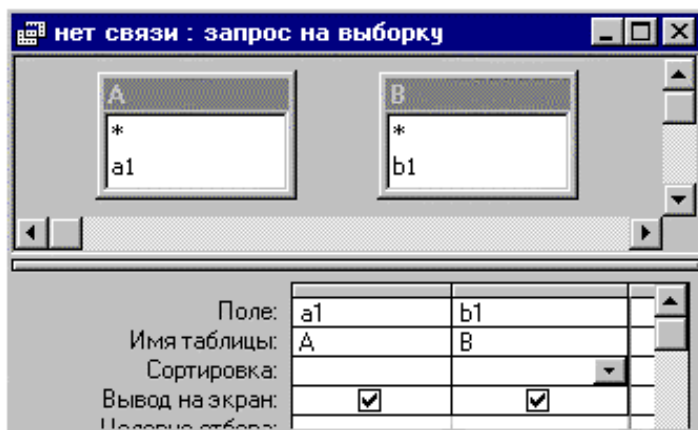 нет связи : запрос на выборку
A B
* *
a1 b1
Поле: a1 b1
Имя таблицы: A B
Сортировка:
Вывод на экран: